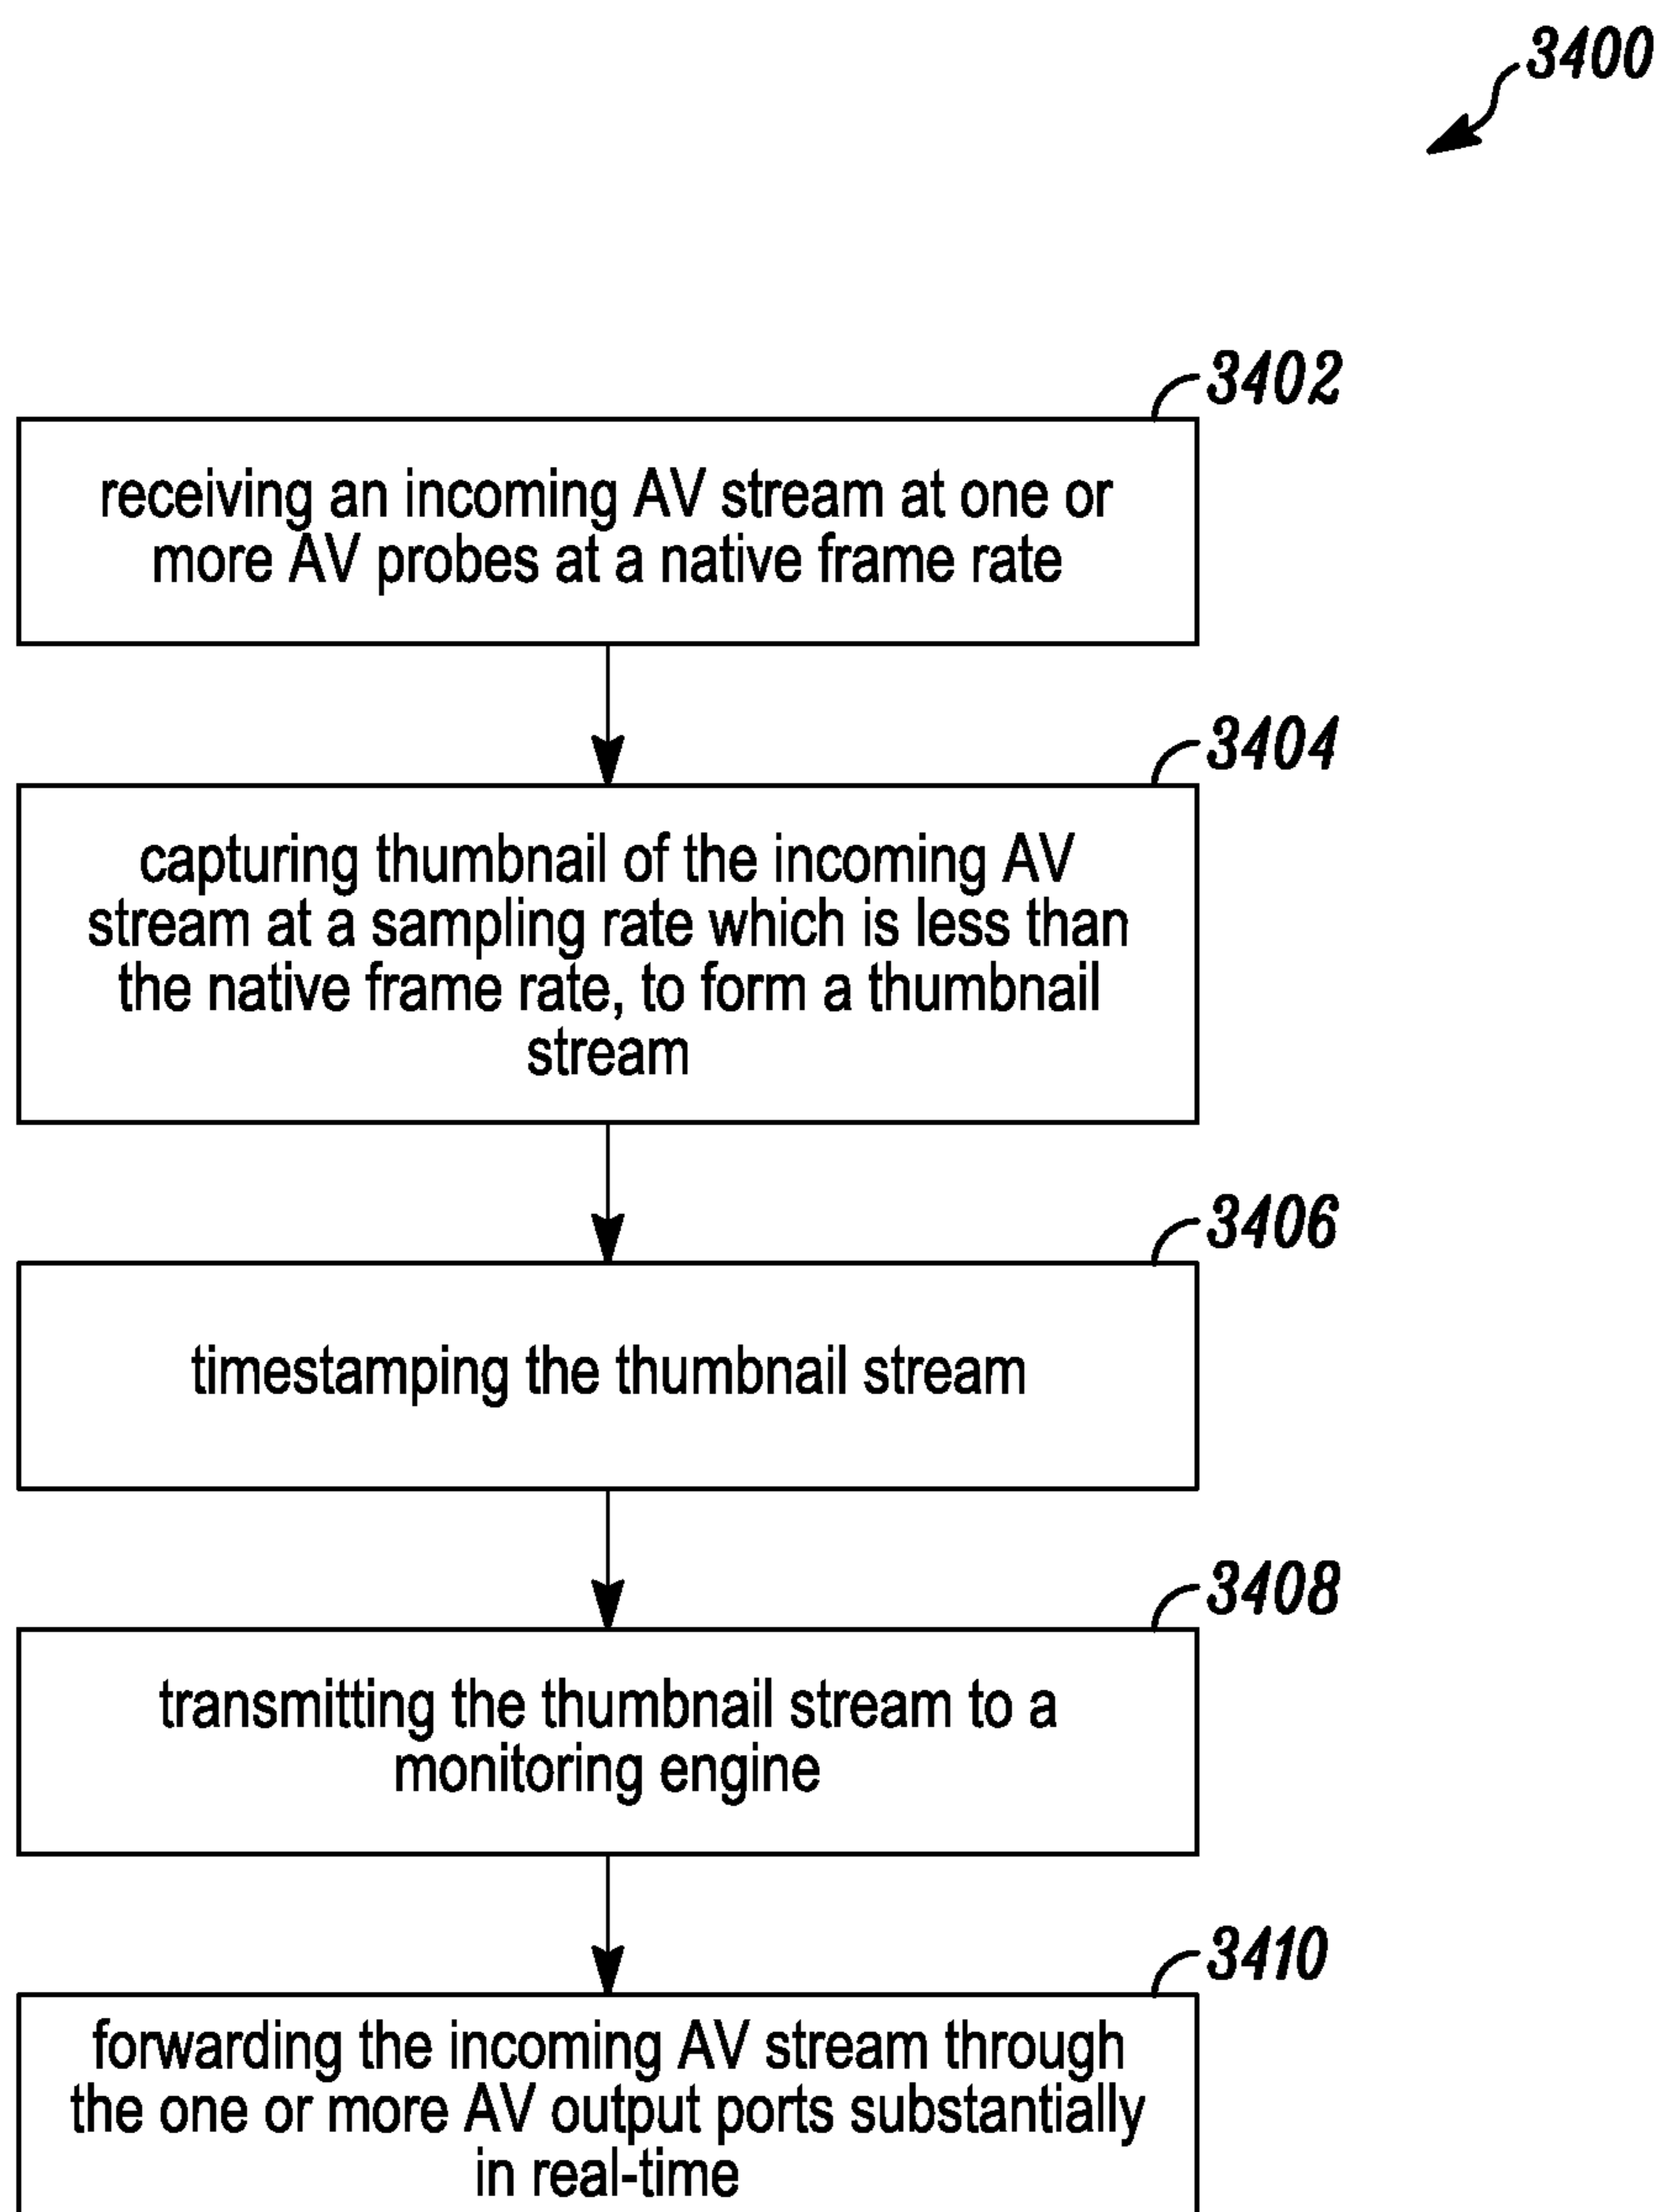 3400
3402
receiving an incoming AV stream at one or
more AV probes at a native frame rate
3404
capturing thumbnail of the incoming AV
stream at a sampling rate which is less than
the native frame rate, to form a thumbnail
stream
3406
timestamping the thumbnail stream
3408
transmitting the thumbnail stream to a
monitoring engine
3410
forwarding the incoming AV stream through
the one or more AV output ports substantially
in real-time